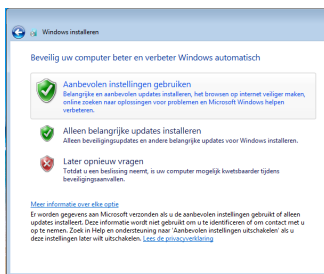 Windows installeren
Beveilig uw computer beter en verbeter Windows automatisch
Aanbevolen instellingen gebruiken
Belangrijke en aanbevolen updates installeren, het browsen op internet veiliger maken,
online zoeken naar oplossingen voor problemen en Microsoft Windows helpen
verbeteren.
Alleen belangrijke updates installeren
Alleen beveiligingsupdates en andere belangrijke updates voor Windows installeren.
Later opnieuw vragen
Totdat u een beslissing neemt, is uw computer mogelijk kwetsbaarder tijdens
beveiligingsaanvallen.
Meer informatie over elke optie
Er worden gegevens aan Microsoft verzonden als u de aanbevolen instellingen gebruikt of alleen
updates installeert. Deze informatie wordt niet gebruikt om u te identificeren of om contact met u
op te nemen. Zoek in Help en ondersteuning naar 'Aanbevolen instellingen uitschakelen' als u
deze instellingen later wilt uitschakelen. Lees de privacyverklaring